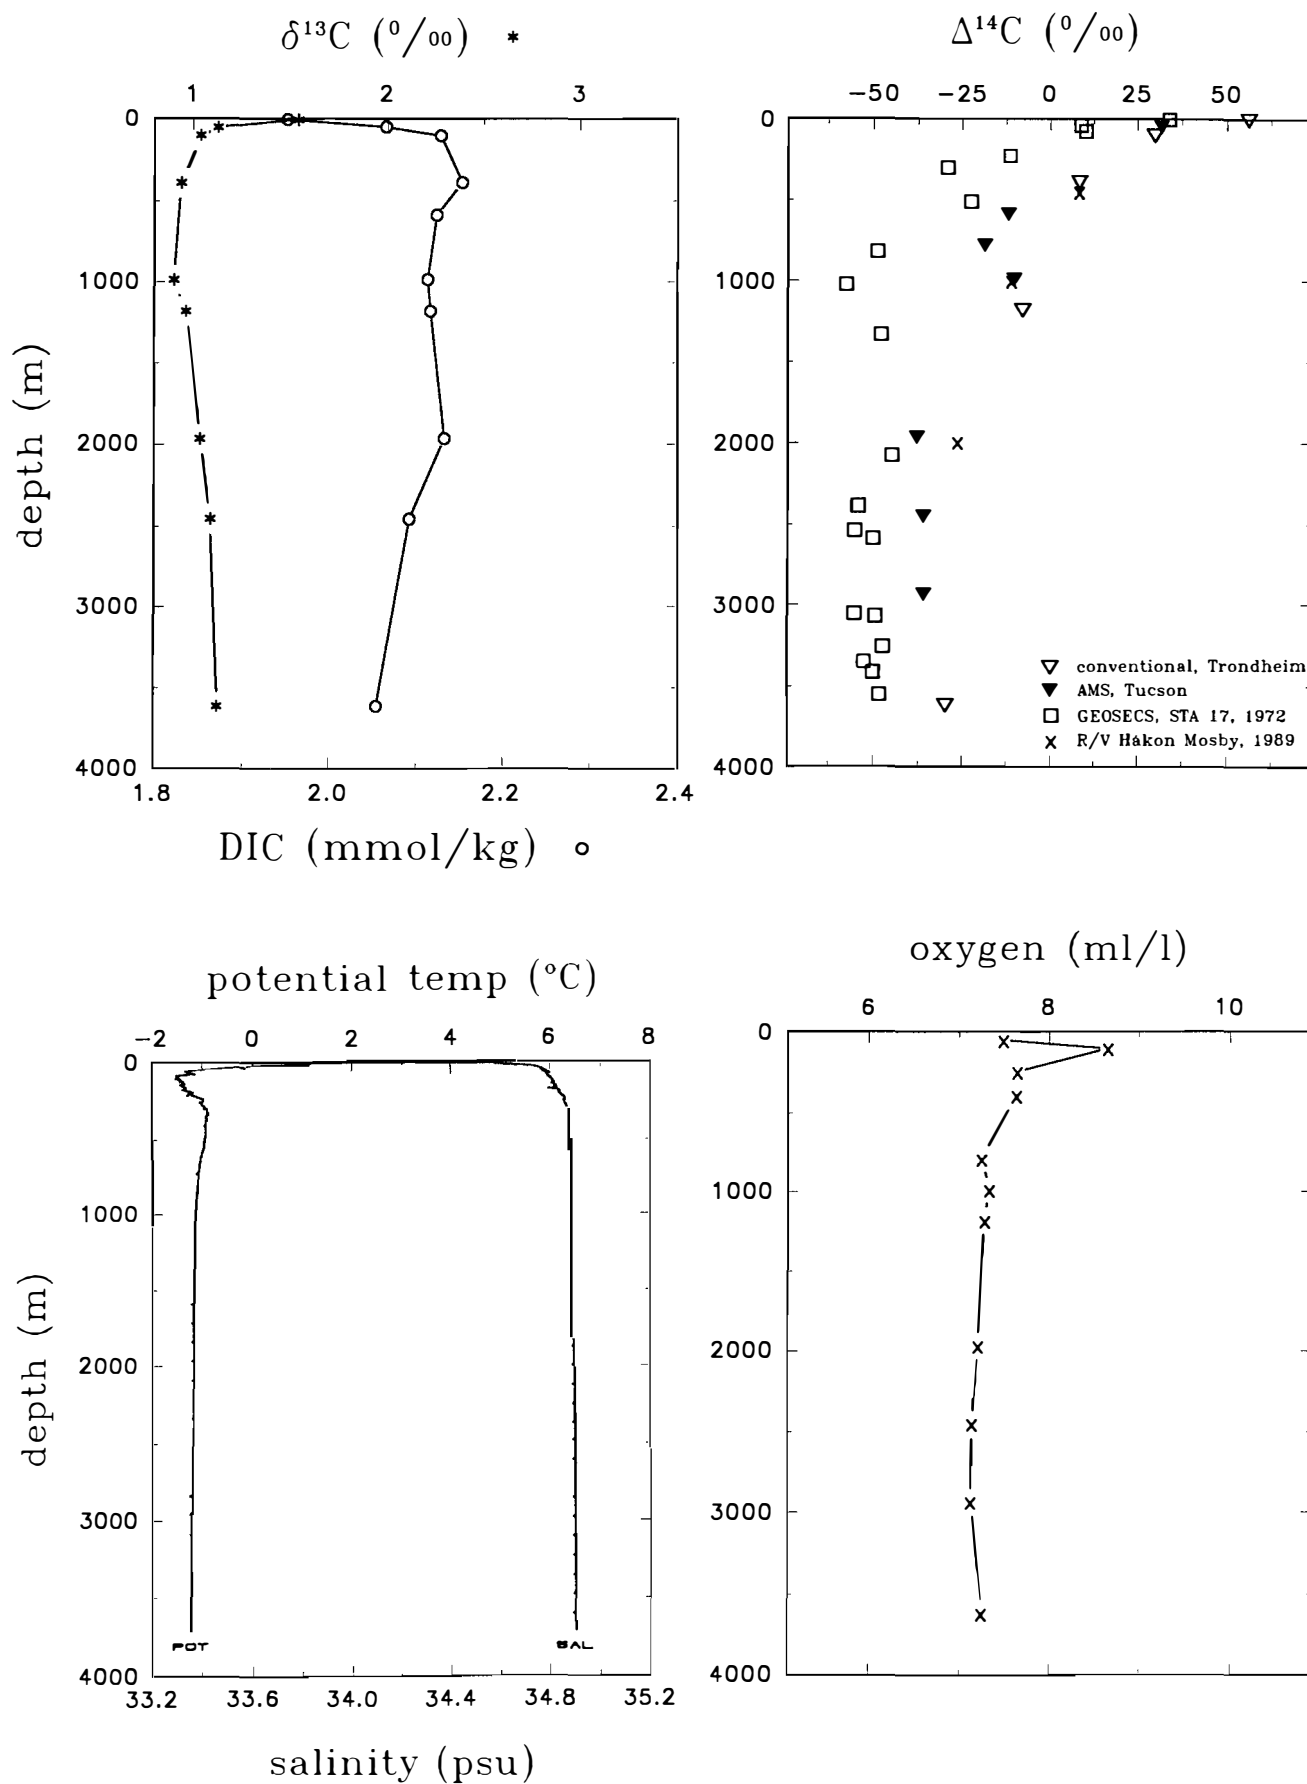 δ¹³C (⁰/₀₀) *
1 2 3
0
1000
2000
3000
4000
depth (m)
1.8 2.0 2.2 2.4
DIC (mmol/kg) o
Δ¹⁴C (⁰/₀₀)
−50 −25 0 25 50
0
1000
2000
3000
4000
conventional, Trondheim
AMS, Tucson
GEOSECS, STA 17, 1972
R/V Håkon Mosby, 1989
potential temp (°C)
−2 0 2 4 6 8
0
1000
2000
3000
4000
depth (m)
POT SAL
33.2 33.6 34.0 34.4 34.8 35.2
salinity (psu)
oxygen (ml/l)
6 8 10
0
1000
2000
3000
4000